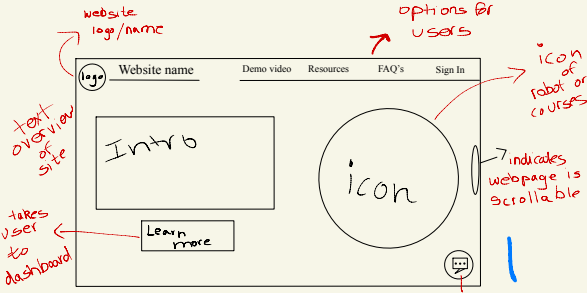 website
logo/name
options for
users
icon
of
robot or
courses
logo
Website name
Demo video
Resources
FAQ's
Sign In
text
overview
of
site
Intro
icon
indicates
webpage is
scrollable
takes
user
to
dashboard
Learn
more